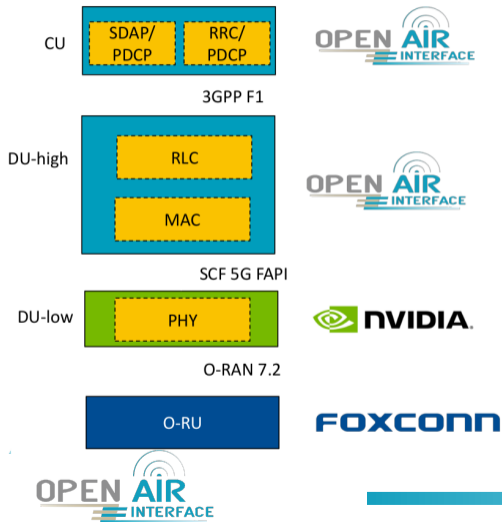 CU
SDAP/
PDCP
RRC/
PDCP
OPEN AIR
INTERFACE
3GPP F1
DU-high
RLC
MAC
OPEN AIR
INTERFACE
SCF 5G FAPI
DU-low
PHY
NVIDIA.
O-RAN 7.2
O-RU
FOXCONN
OPEN AIR
INTERFACE